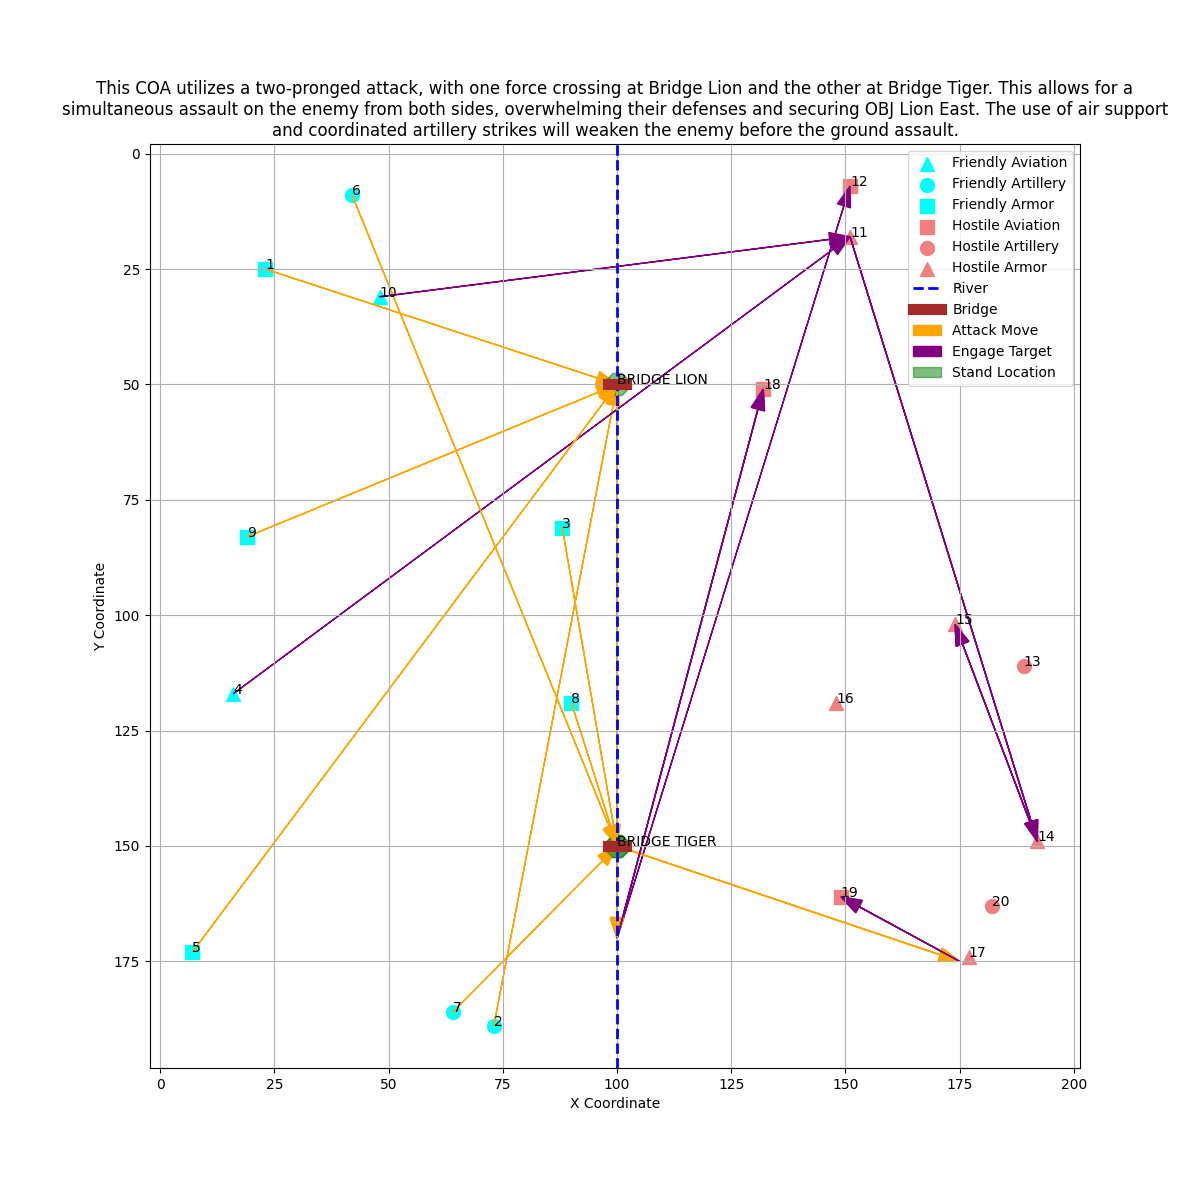 This COA utilizes a two-pronged attack, with one force crossing at Bridge Lion and the other at Bridge Tiger. This allows for a
simultaneous assault on the enemy from both sides, overwhelming their defenses and securing OBJ Lion East. The use of air support
and coordinated artillery strikes will weaken the enemy before the ground assault.
Friendly Aviation
Friendly Artillery
Friendly Armor
Hostile Aviation
Hostile Artillery
Hostile Armor
River
Bridge
Attack Move
Engage Target
Stand Location
0
25
50
75
100
125
150
175
Y Coordinate
6
12
11
1
10
BRIDGE LION
18
9
3
15
13
4
8
16
BRIDGE TIGER
14
19
20
5
17
7
2
0
25
50
75
100
125
150
175
200
X Coordinate